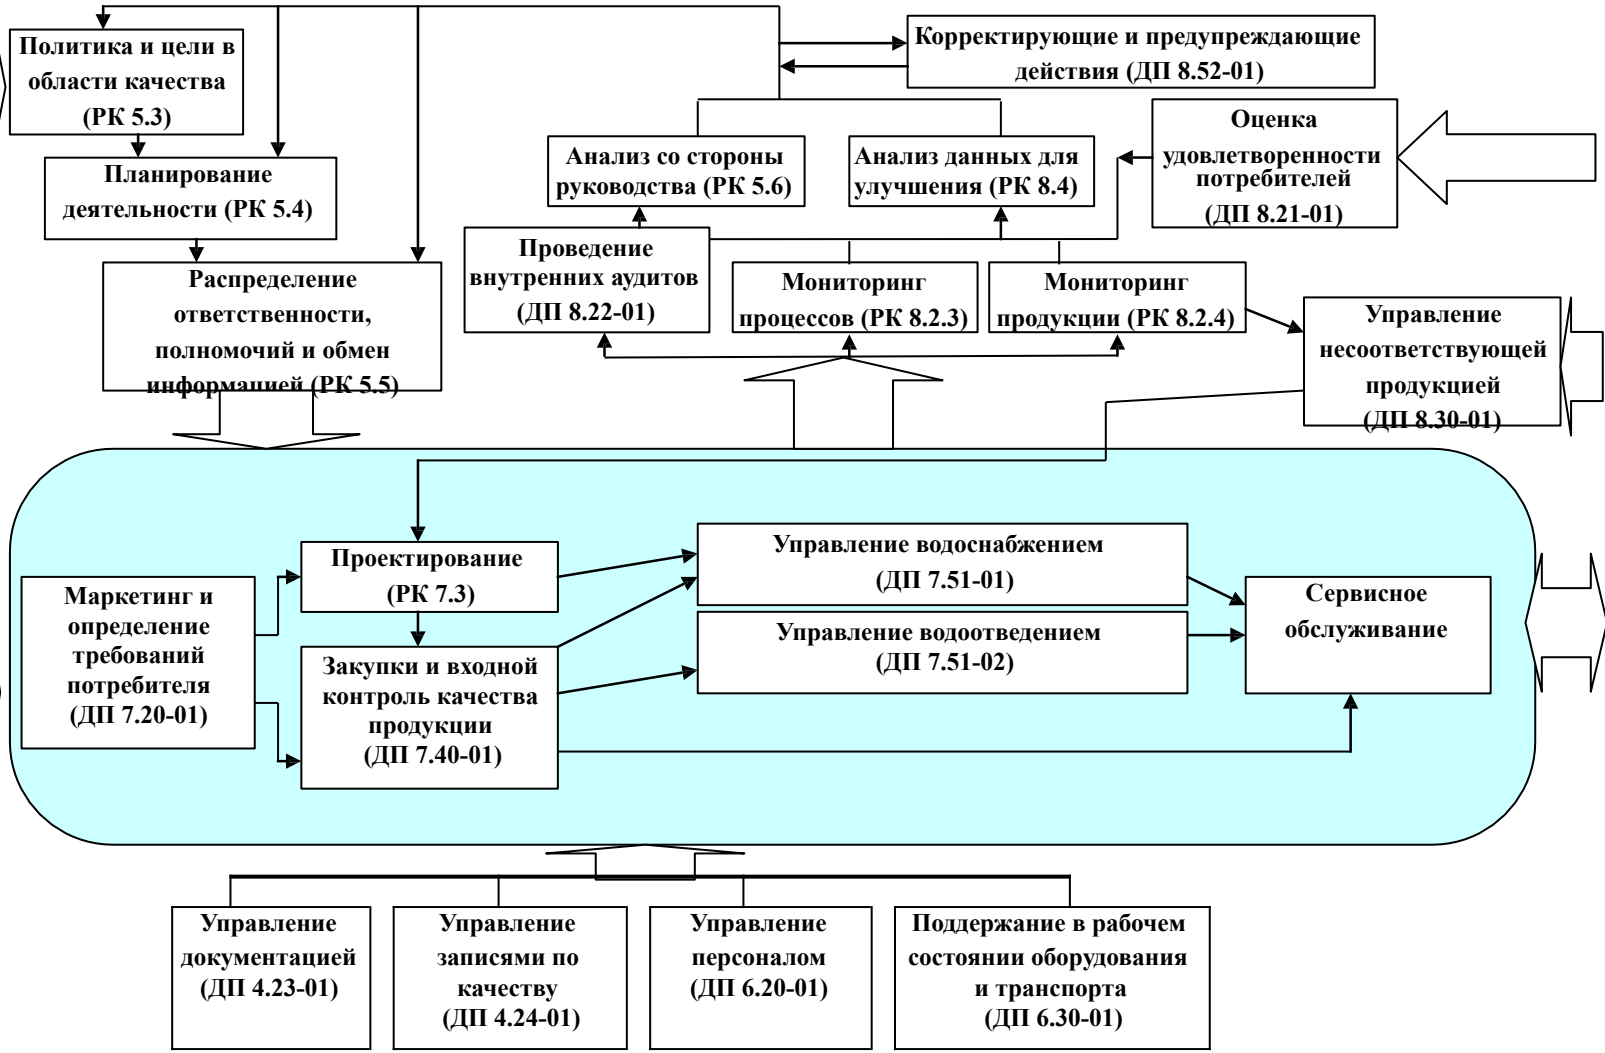 Политика и цели в
области качества
(РК 5.3)
Корректирующие и предупреждающие
действия (ДП 8.52-01)
Планирование
деятельности (РК 5.4)
Анализ со стороны
руководства (РК 5.6)
Анализ данных для
улучшения (РК 8.4)
Оценка
удовлетворенности
потребителей
(ДП 8.21-01)
Распределение
ответственности,
полномочий и обмен
информацией (РК 5.5)
Проведение
внутренних аудитов
(ДП 8.22-01)
Мониторинг
процессов (РК 8.2.3)
Мониторинг
продукции (РК 8.2.4)
Управление
несоответствующей
продукцией
(ДП 8.30-01)
Маркетинг и
определение
требований
потребителя
(ДП 7.20-01)
Проектирование
(РК 7.3)
Закупки и входной
контроль качества
продукции
(ДП 7.40-01)
Управление водоснабжением
(ДП 7.51-01)
Управление водоотведением
(ДП 7.51-02)
Сервисное
обслуживание
Управление
документацией
(ДП 4.23-01)
Управление
записями по
качеству
(ДП 4.24-01)
Управление
персоналом
(ДП 6.20-01)
Поддержание в рабочем
состоянии оборудования
и транспорта
(ДП 6.30-01)